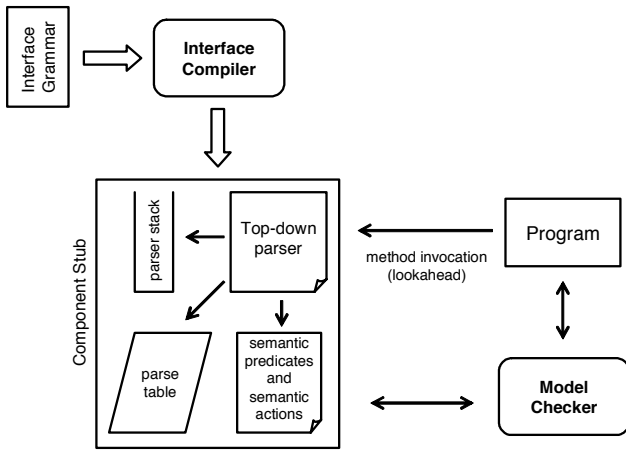 Interface
Grammar
Interface
Compiler
Component Stub
parser stack
Top-down
parser
parse
table
semantic
predicates
and
semantic
actions
method invocation
(lookahead)
Program
Model
Checker